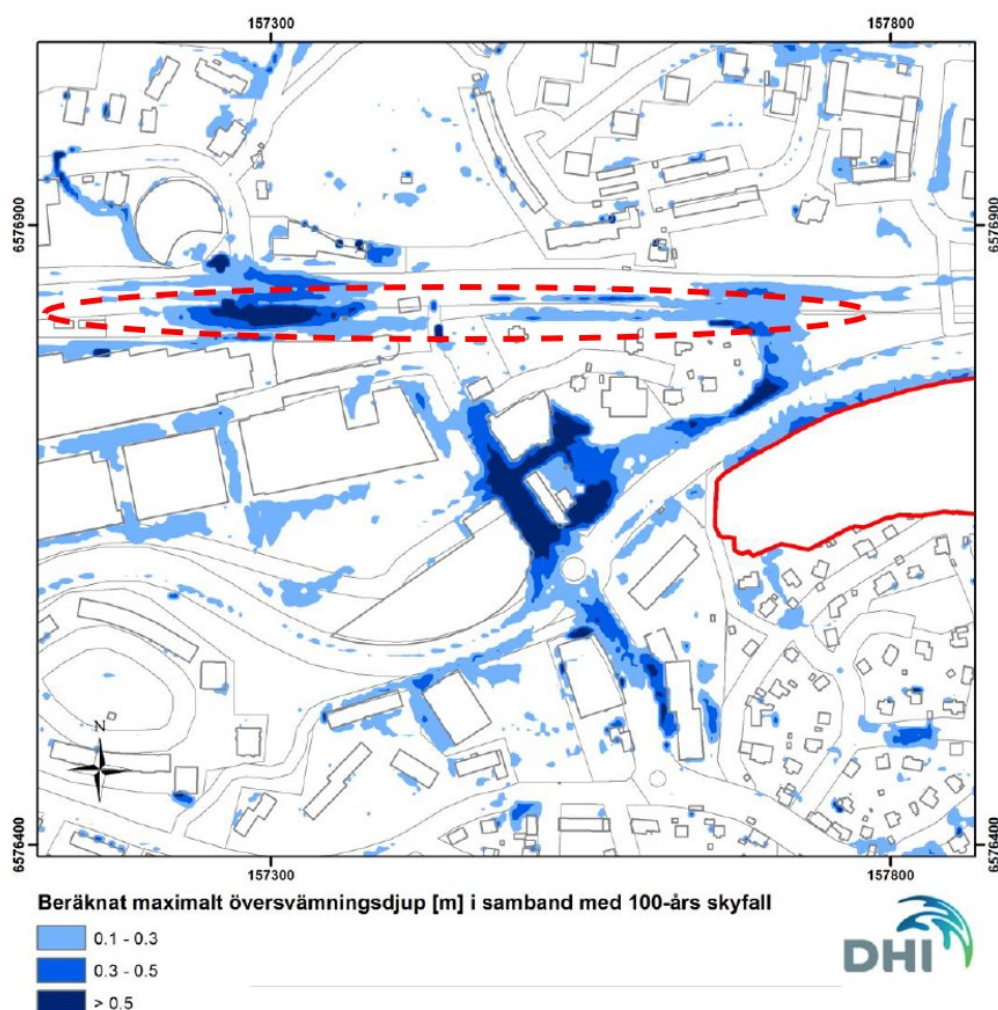 157300 157800
6576900 6576900
N
6576400 6576400
157300 157800
Beräknat maximalt översvämningsdjup [m] i samband med 100-års skyfall
0.1 - 0.3
0.3 - 0.5
> 0.5
DHI